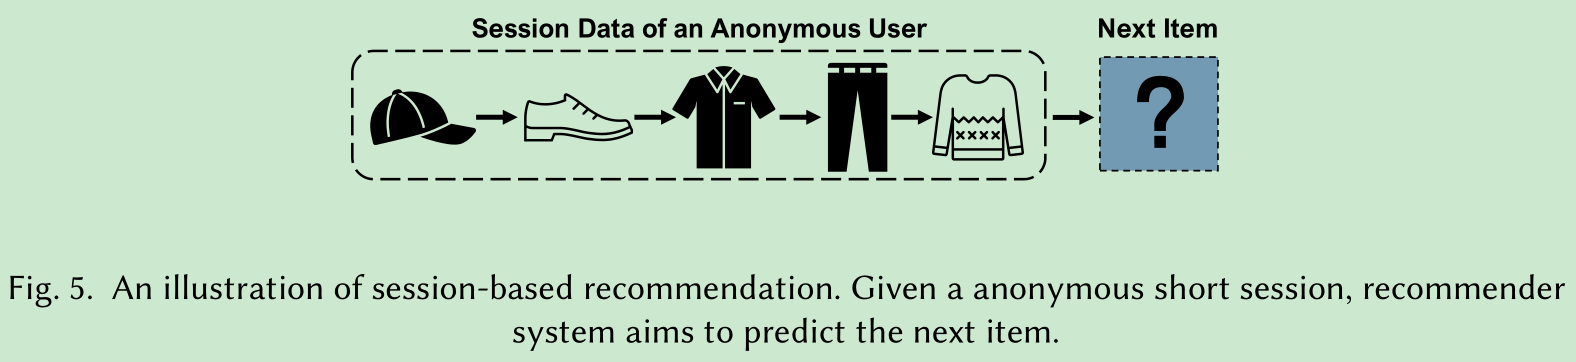 Session Data of an Anonymous User
Next Item
?
Fig. 5. An illustration of session-based recommendation. Given a anonymous short session, recommender
system aims to predict the next item.